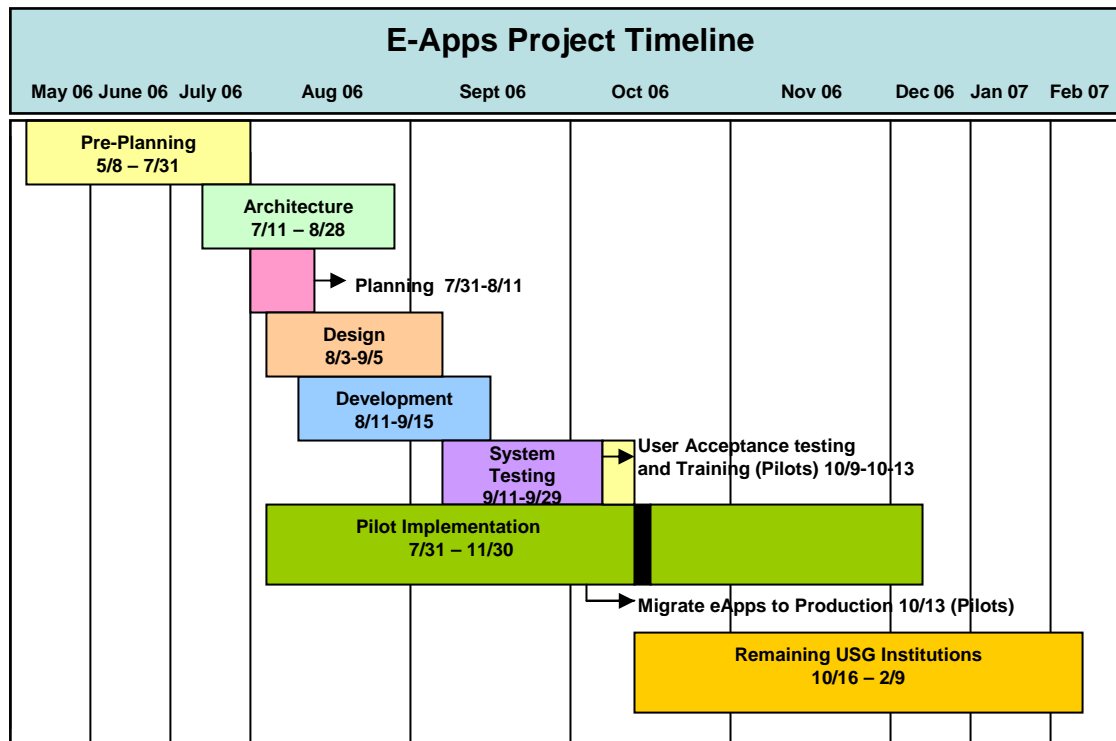 E-Apps Project Timeline
May 06 June 06 July 06 Aug 06 Sept 06 Oct 06 Nov 06 Dec 06 Jan 07 Feb 07
Pre-Planning
5/8 – 7/31
Architecture
7/11 – 8/28
Planning 7/31-8/11
Design
8/3-9/5
Development
8/11-9/15
System
Testing
9/11-9/29
User Acceptance testing
and Training (Pilots) 10/9-10-13
Pilot Implementation
7/31 – 11/30
Migrate eApps to Production 10/13 (Pilots)
Remaining USG Institutions
10/16 – 2/9